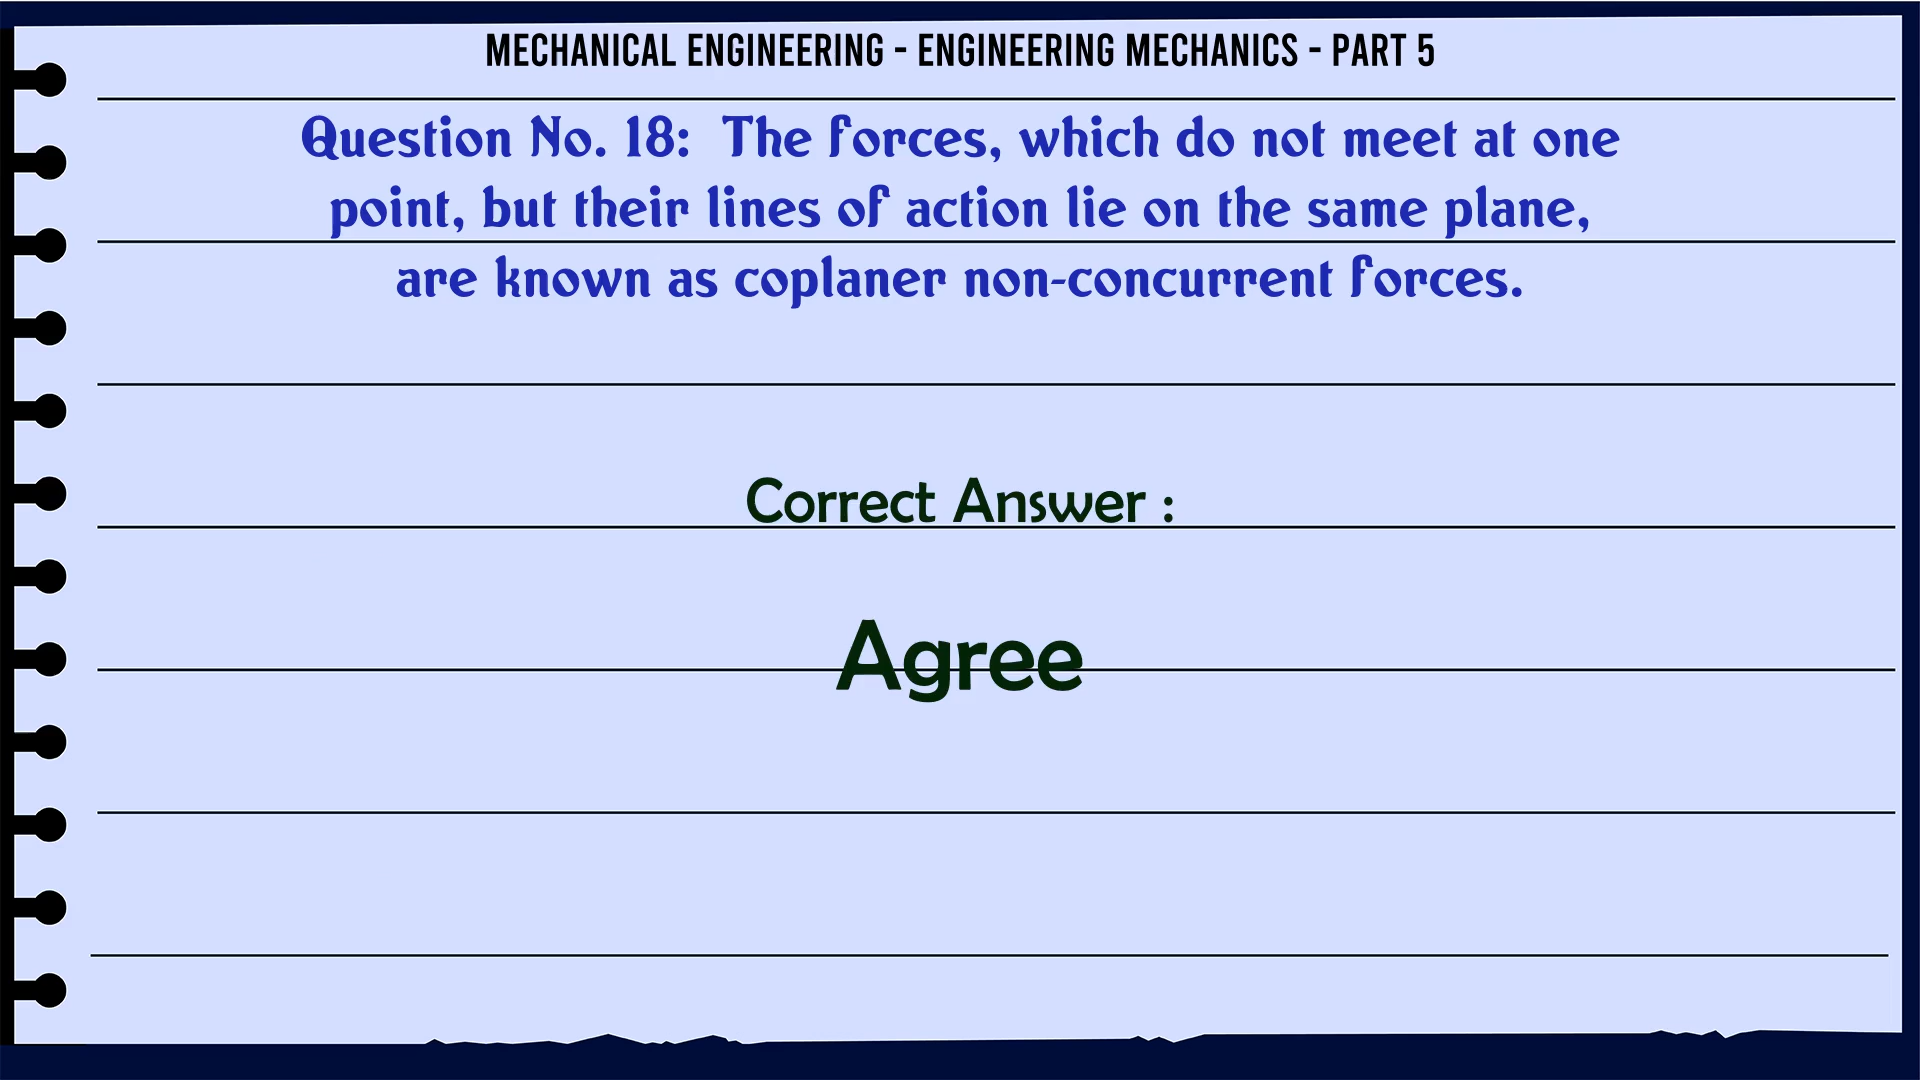 MECHANICAL ENGINEERING - ENGINEERING MECHANICS - PART 5
Question No. 18:  The forces, which do not meet at one
point, but their lines of action lie on the same plane,
are known as coplaner non-concurrent forces.
Correct Answer :
Agree